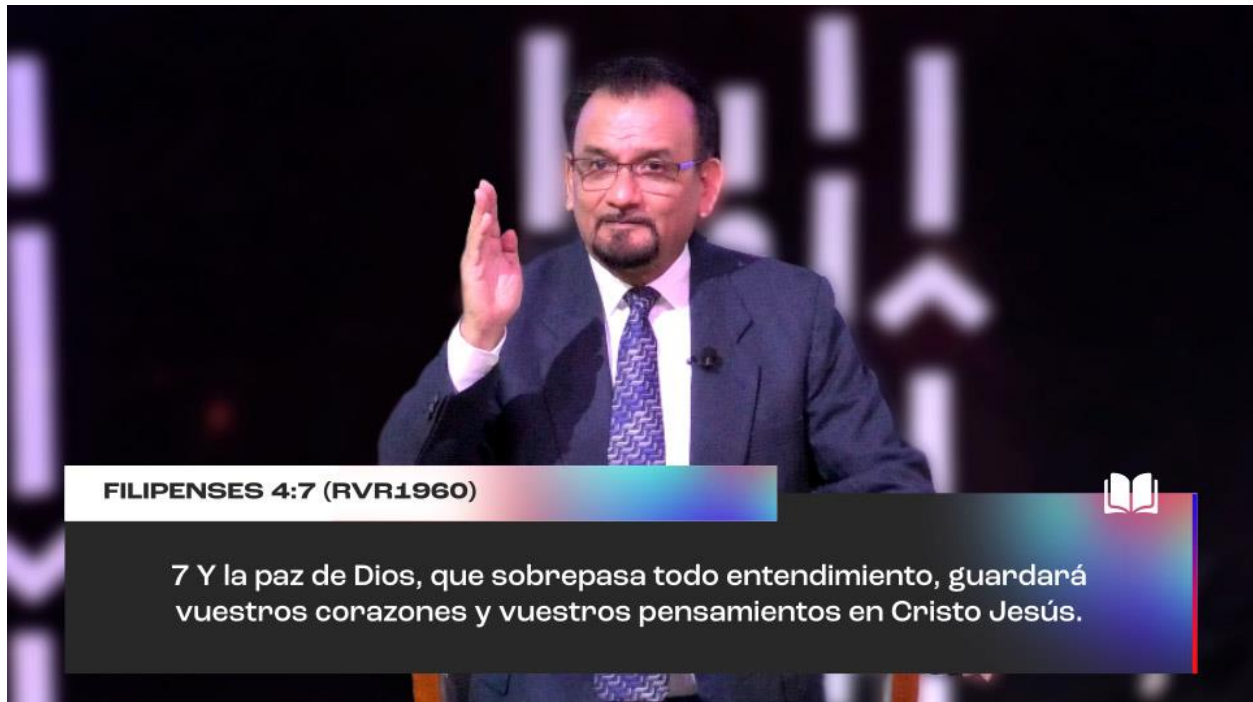 FILIPENSES 4:7 (RVR1960)
7 Y la paz de Dios, que sobrepasa todo entendimiento, guardará
vuestros corazones y vuestros pensamientos en Cristo Jesús.